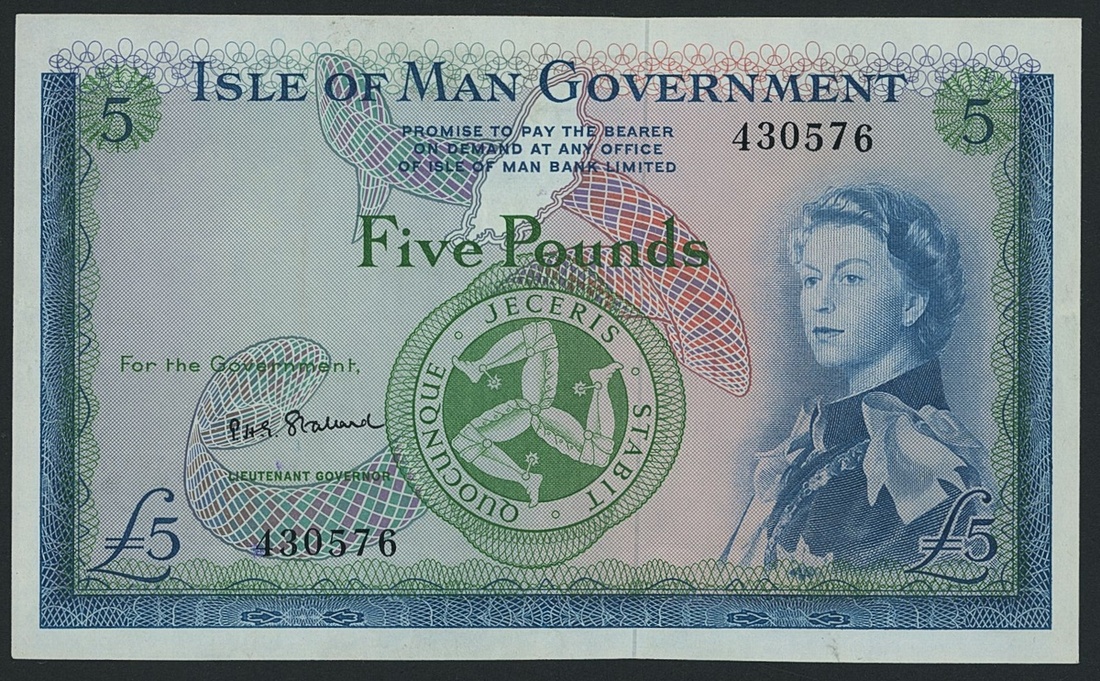 ISLE OF MAN GOVERNMENT
5
5
PROMISE TO PAY THE BEARER
ON DEMAND AT ANY OFFICE
OF ISLE OF MAN BANK LIMITED
430576
Five Pounds
QUOCUNQUE · JECERIS · STABIT ·
For the Government,
P.H.G. Stallard
LIEUTENANT GOVERNOR
430576
£5
£5